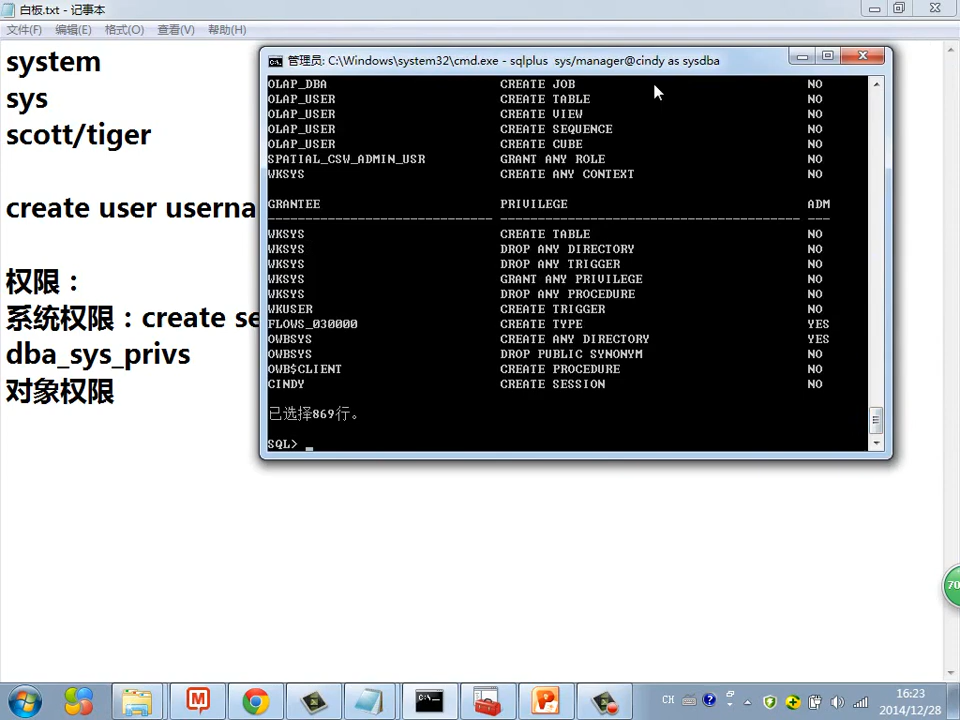 白板.txt - 记事本
文件(F) 编辑(E) 格式(O) 查看(V) 帮助(H)
system
sys
scott/tiger
create user userna
权限：
系统权限：create se
dba_sys_privs
对象权限
管理员: C:\Windows\system32\cmd.exe - sqlplus sys/manager@cindy as sysdba
OLAP_DBA CREATE JOB NO
OLAP_USER CREATE TABLE NO
OLAP_USER CREATE VIEW NO
OLAP_USER CREATE SEQUENCE NO
OLAP_USER CREATE CUBE NO
SPATIAL_CSW_ADMIN_USR GRANT ANY ROLE NO
WKSYS CREATE ANY CONTEXT NO
GRANTEE PRIVILEGE ADM
------------------------------ ---------------------------------------- ---
WKSYS CREATE TABLE NO
WKSYS DROP ANY DIRECTORY NO
WKSYS DROP ANY TRIGGER NO
WKSYS GRANT ANY PRIVILEGE NO
WKSYS DROP ANY PROCEDURE NO
WKUSER CREATE TRIGGER NO
FLOWS_030000 CREATE TYPE YES
OWBSYS CREATE ANY DIRECTORY YES
OWBSYS DROP PUBLIC SYNONYM NO
OWB$CLIENT CREATE PROCEDURE NO
CINDY CREATE SESSION NO
已选择869行。
SQL> _
70
CH
16:23
2014/12/28